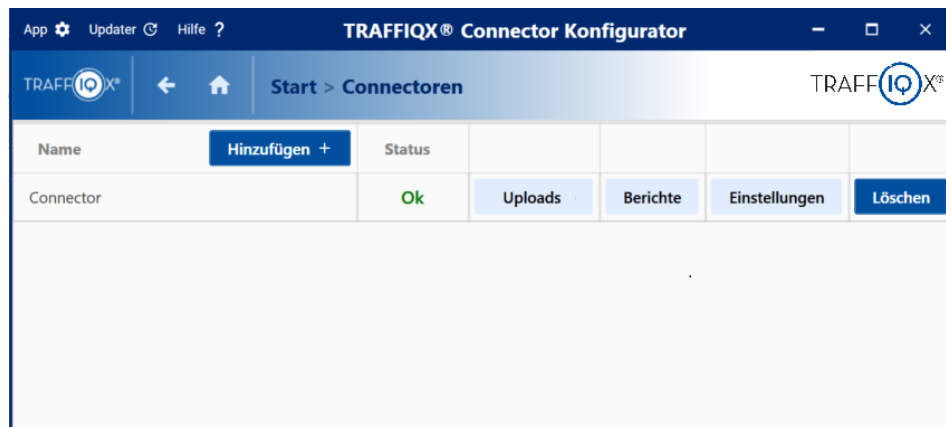 App Updater Hilfe ? TRAFFIQX® Connector Konfigurator
TRAFFIQX® Start > Connectoren TRAFFIQX®
Name Hinzufügen + Status
Connector Ok Uploads Berichte Einstellungen Löschen